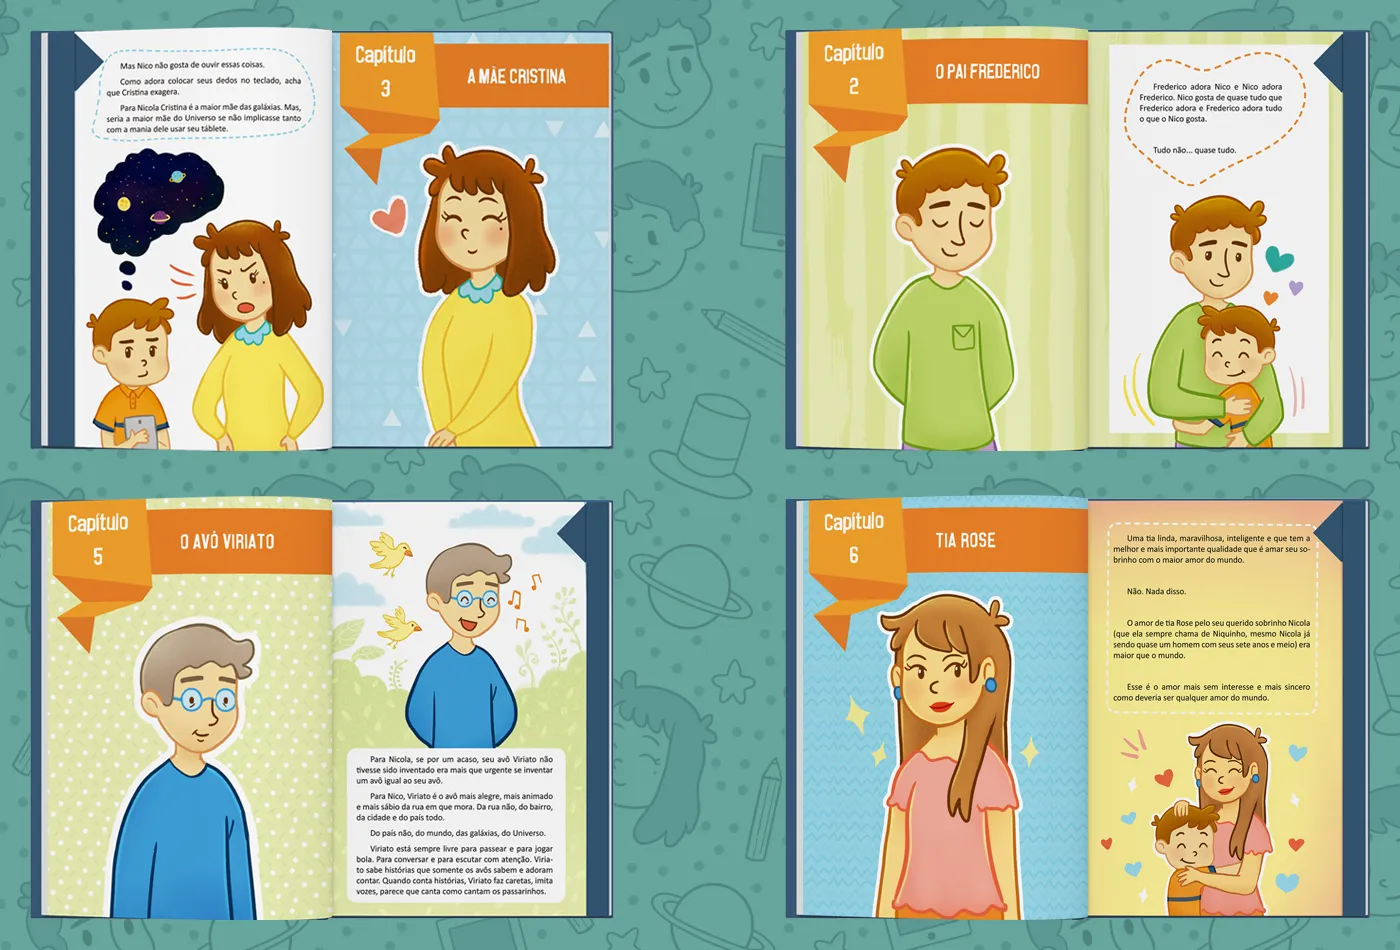 Mas Nico não gosta de ouvir essas coisas.
Como adora colocar seus dedos no teclado, acha
que Cristina exagera.
Para Nicola Cristina é a maior mãe das galáxias. Mas,
seria a maior mãe do Universo se não implicasse tanto
com a mania dele usar seu táblete.
Capítulo
3
A MÃE CRISTINA
Capítulo
2
O PAI FREDERICO
Frederico adora Nico e Nico adora
Frederico. Nico gosta de quase tudo que
Frederico adora e Frederico adora tudo
o que o Nico gosta.
Tudo não... quase tudo.
Capítulo
5
O AVÔ VIRIATO
Para Nicola, se por um acaso, seu avô Viriato não
tivesse sido inventado era mais que urgente se inventar
um avô igual ao seu avô.
Para Nico, Viriato é o avô mais alegre, mais animado
e mais sábio da rua em que mora. Da rua não, do bairro,
da cidade e do país todo.
Do país não, do mundo, das galáxias, do Universo.
Viriato está sempre livre para passear e para jogar
bola. Para conversar e para escutar com atenção. Viria-
to sabe histórias que somente os avôs sabem e adoram
contar. Quando conta histórias, Viriato faz caretas, imita
vozes, parece que canta como cantam os passarinhos.
Capítulo
6
TIA ROSE
Uma tia linda, maravilhosa, inteligente e que tem a
melhor e mais importante qualidade que é amar seu so-
brinho com o maior amor do mundo.
Não. Nada disso.
O amor de tia Rose pelo seu querido sobrinho Nicola
(que ela sempre chama de Niquinho, mesmo Nicola já
sendo quase um homem com seus sete anos e meio) era
maior que o mundo.
Esse é o amor mais sem interesse e mais sincero
como deveria ser qualquer amor do mundo.